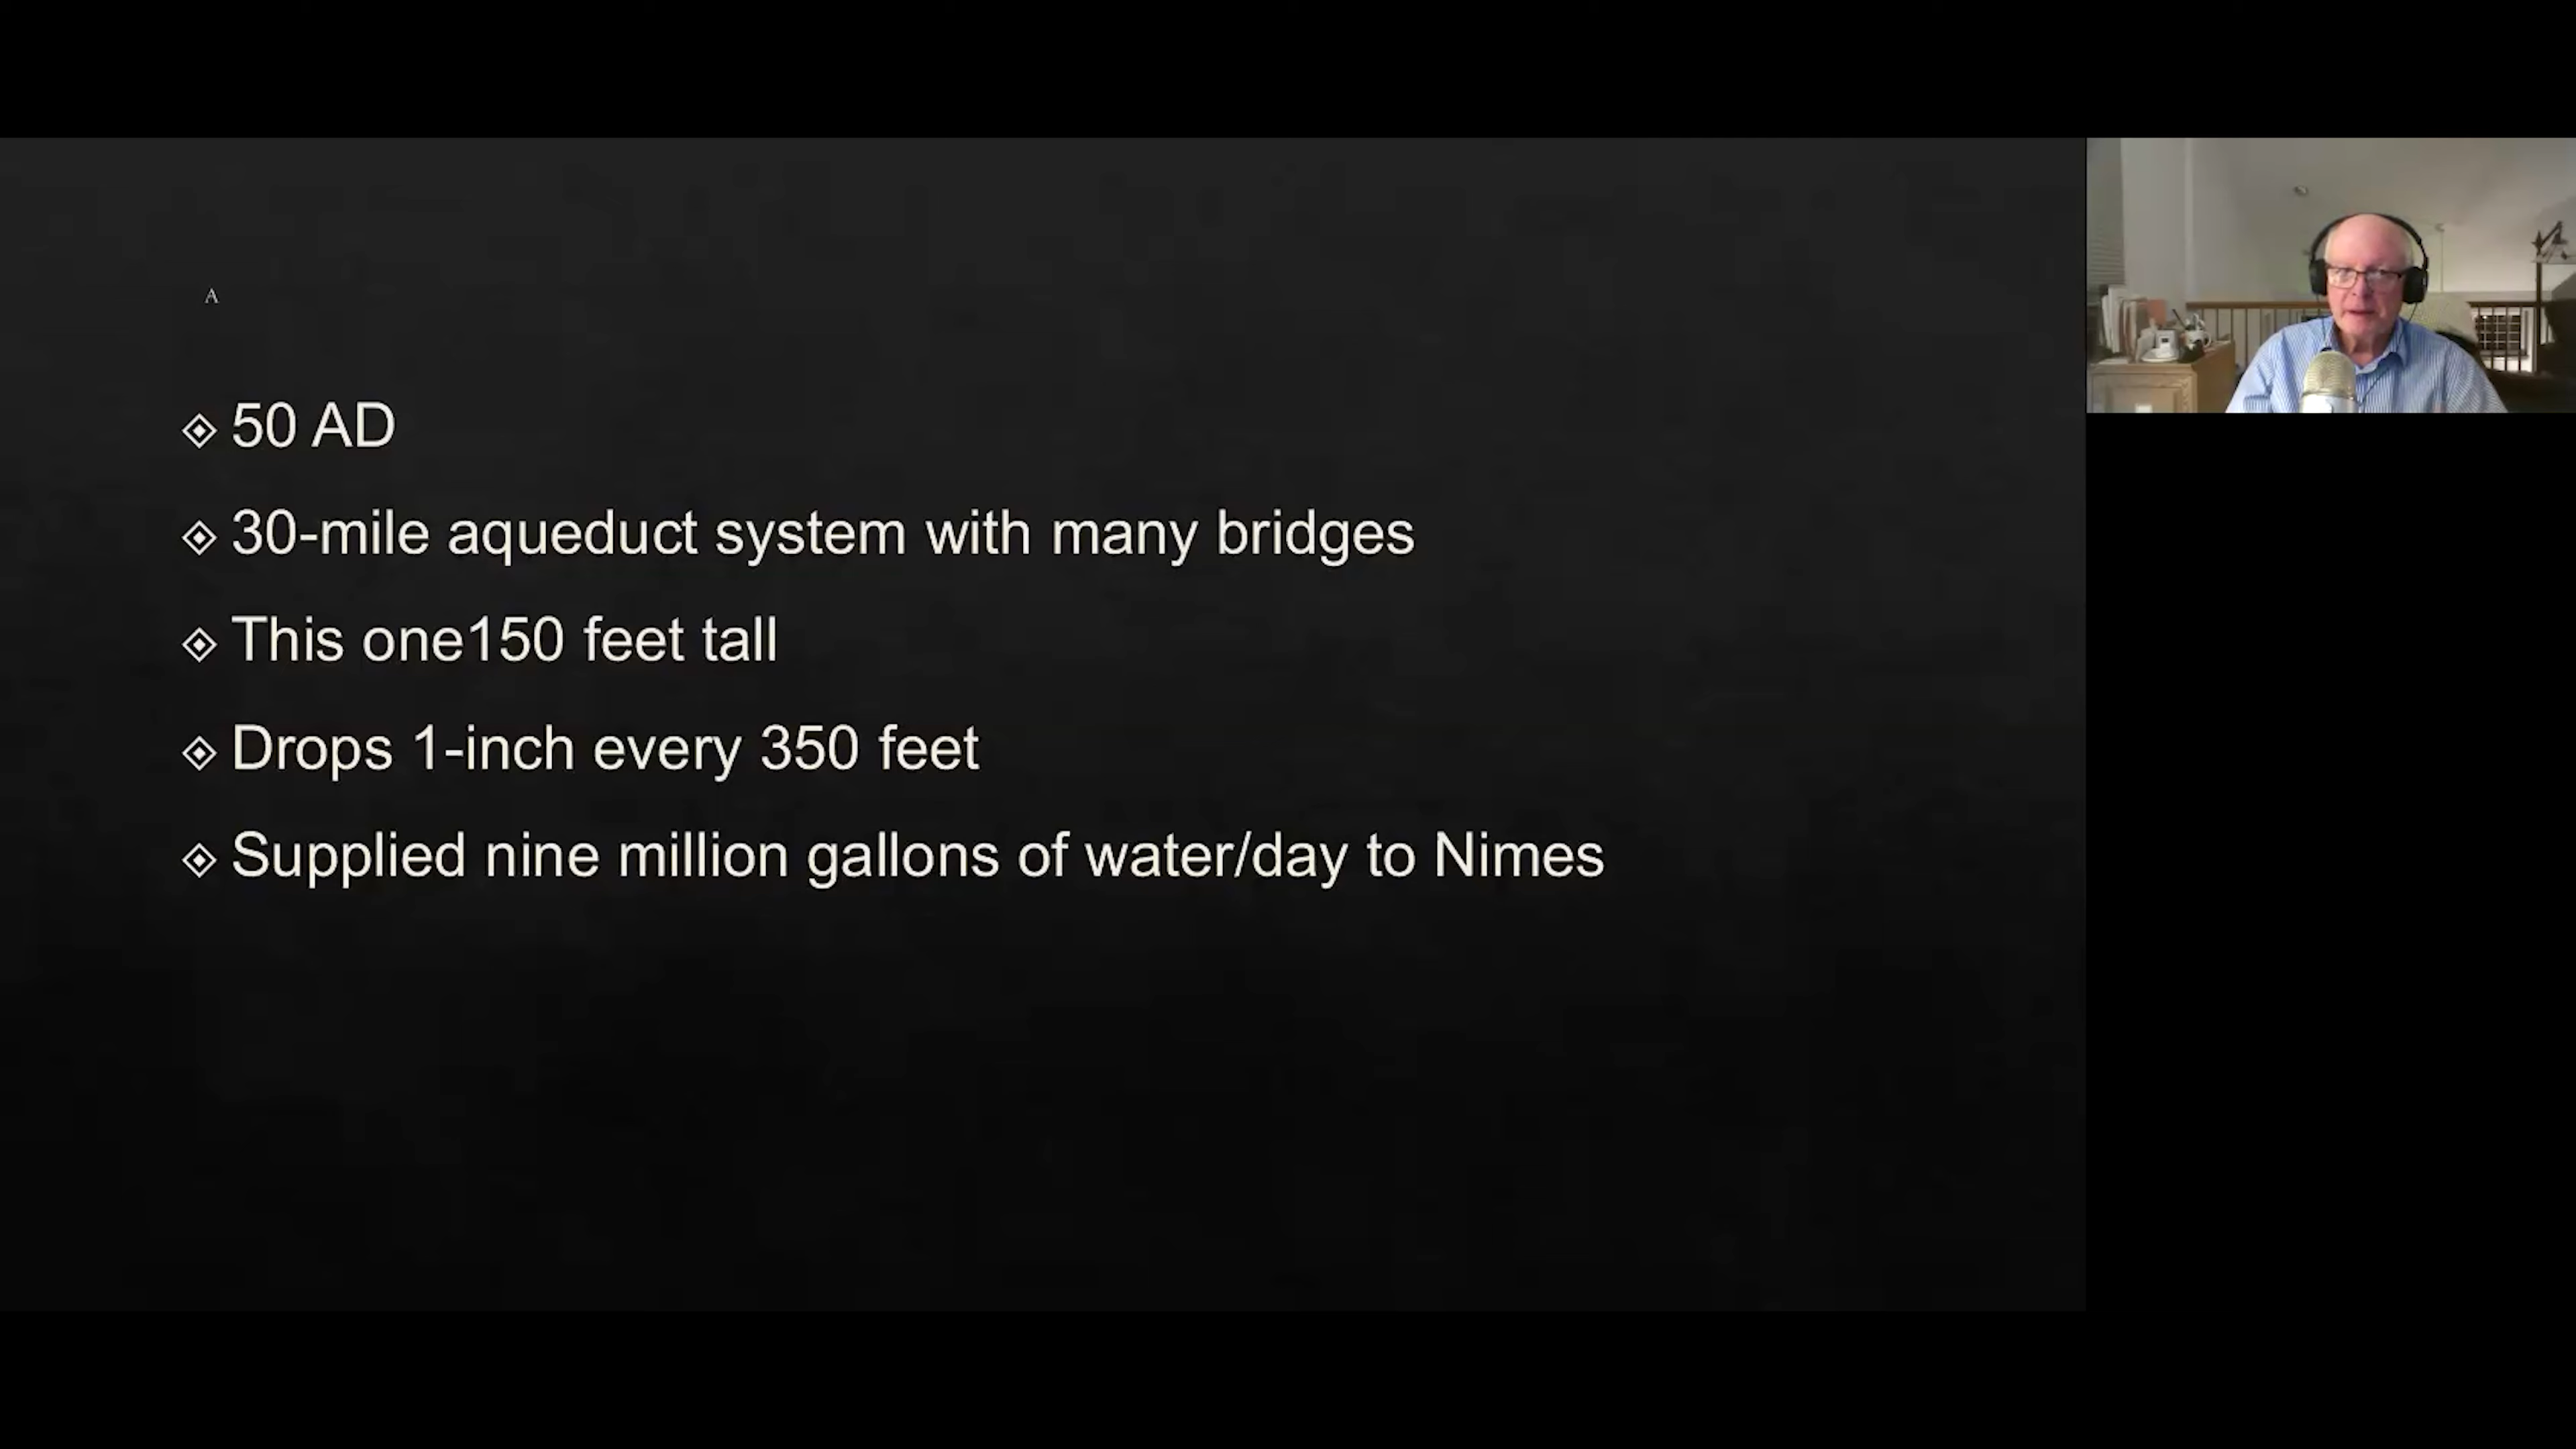 A
50 AD
30-mile aqueduct system with many bridges
This one150 feet tall
Drops 1-inch every 350 feet
Supplied nine million gallons of water/day to Nimes